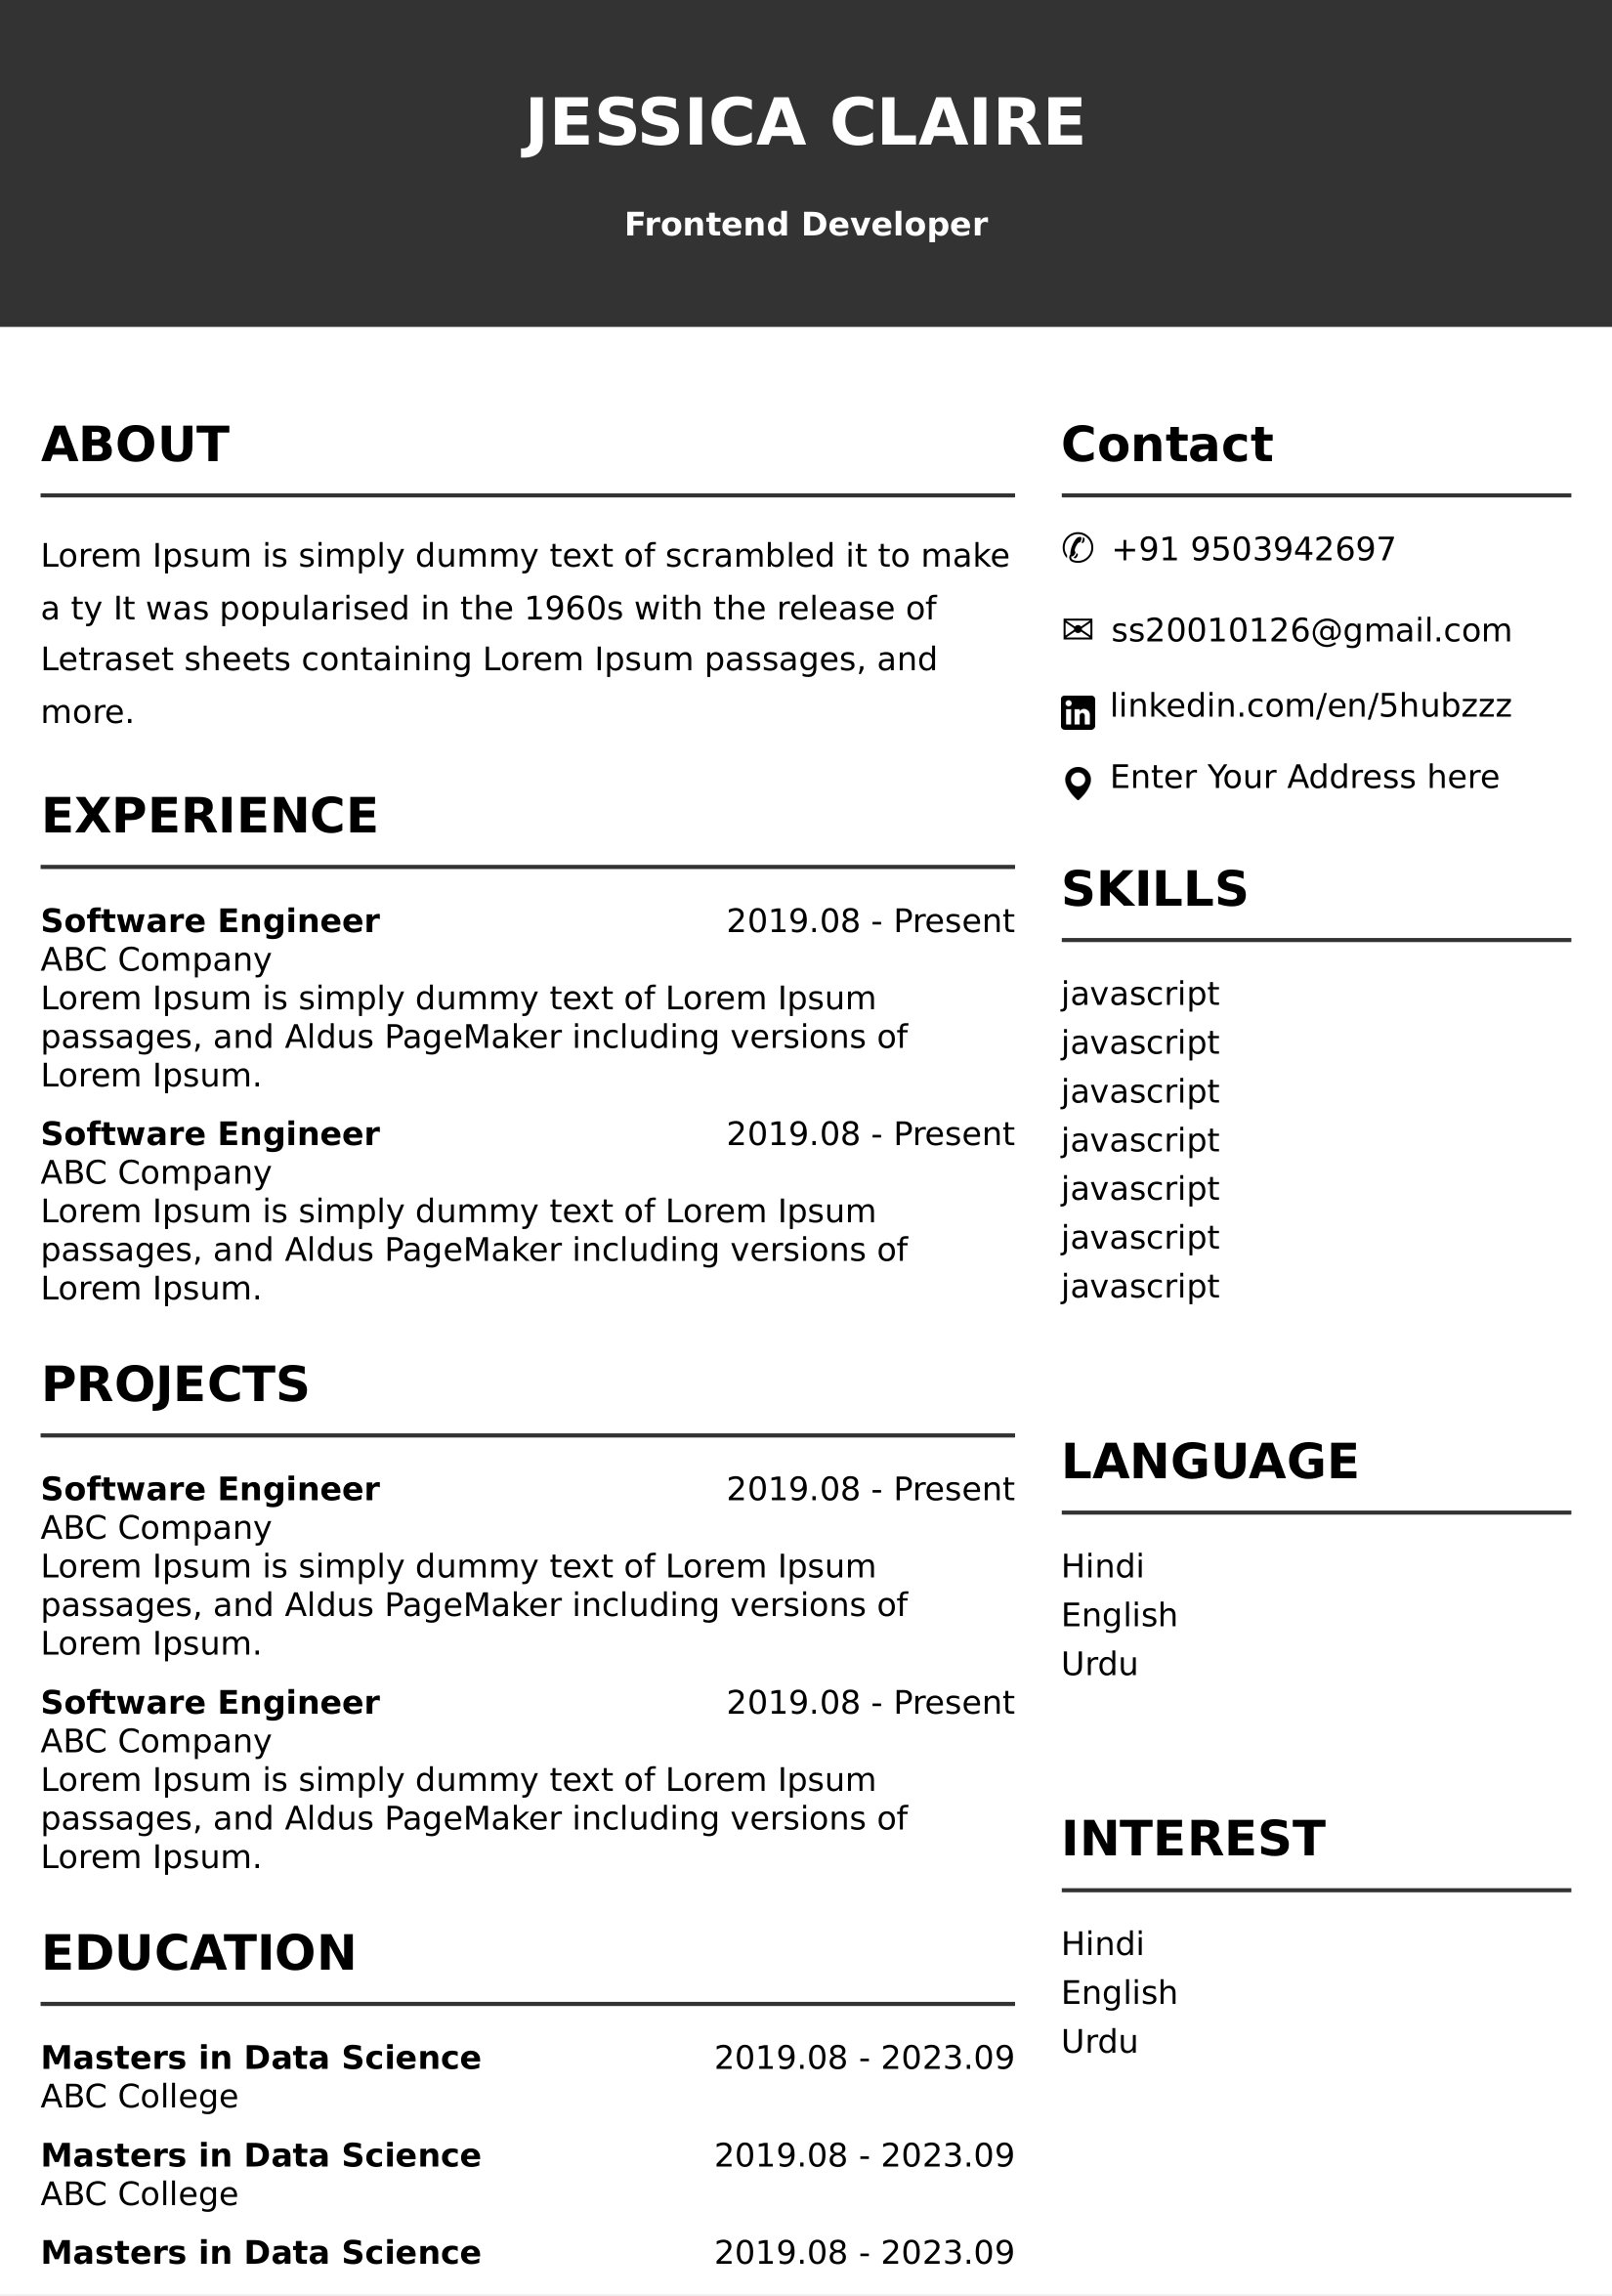 JESSICA CLAIRE
Frontend Developer
ABOUT
Lorem Ipsum is simply dummy text of scrambled it to make
a ty It was popularised in the 1960s with the release of
Letraset sheets containing Lorem Ipsum passages, and
more.
EXPERIENCE
Software Engineer 2019.08 - Present
ABC Company
Lorem Ipsum is simply dummy text of Lorem Ipsum
passages, and Aldus PageMaker including versions of
Lorem Ipsum.
Software Engineer 2019.08 - Present
ABC Company
Lorem Ipsum is simply dummy text of Lorem Ipsum
passages, and Aldus PageMaker including versions of
Lorem Ipsum.
PROJECTS
Software Engineer 2019.08 - Present
ABC Company
Lorem Ipsum is simply dummy text of Lorem Ipsum
passages, and Aldus PageMaker including versions of
Lorem Ipsum.
Software Engineer 2019.08 - Present
ABC Company
Lorem Ipsum is simply dummy text of Lorem Ipsum
passages, and Aldus PageMaker including versions of
Lorem Ipsum.
EDUCATION
Masters in Data Science 2019.08 - 2023.09
ABC College
Masters in Data Science 2019.08 - 2023.09
ABC College
Masters in Data Science 2019.08 - 2023.09
Contact
✆ +91 9503942697
✉ ss20010126@gmail.com
in linkedin.com/en/5hubzzz
Enter Your Address here
SKILLS
javascript
javascript
javascript
javascript
javascript
javascript
javascript
LANGUAGE
Hindi
English
Urdu
INTEREST
Hindi
English
Urdu